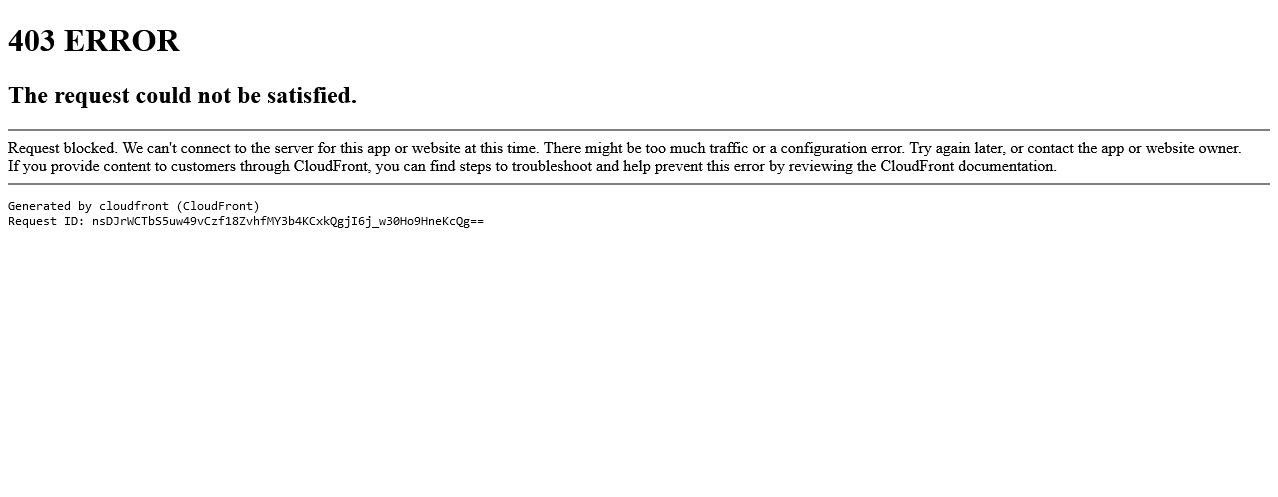 403 ERROR
The request could not be satisfied.
Request blocked. We can't connect to the server for this app or website at this time. There might be too much traffic or a configuration error. Try again later, or contact the app or website owner.
If you provide content to customers through CloudFront, you can find steps to troubleshoot and help prevent this error by reviewing the CloudFront documentation.
Generated by cloudfront (CloudFront)
Request ID: nsDJrWCTbS5uw49vCzf18ZvhfMY3b4KCxkQgjI6j_w30Ho9HneKcQg==